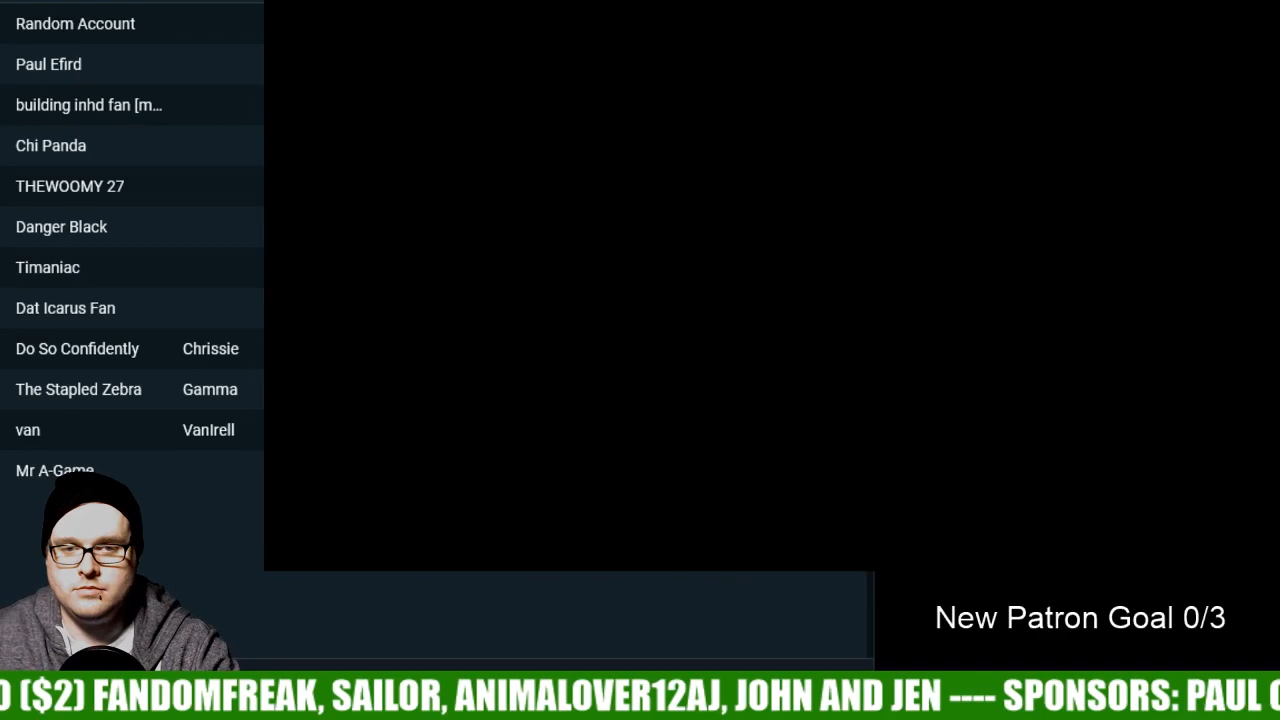 Random Account
Paul Efird
building inhd fan [m...
Chi Panda
THEWOOMY 27
Danger Black
Timaniac
Dat Icarus Fan
Do So Confidently Chrissie
The Stapled Zebra Gamma
van VanIrell
Mr A-Game
New Patron Goal 0/3
($2) FANDOMFREAK, SAILOR, ANIMALOVER12AJ, JOHN AND JEN ---- SPONSORS: PAUL